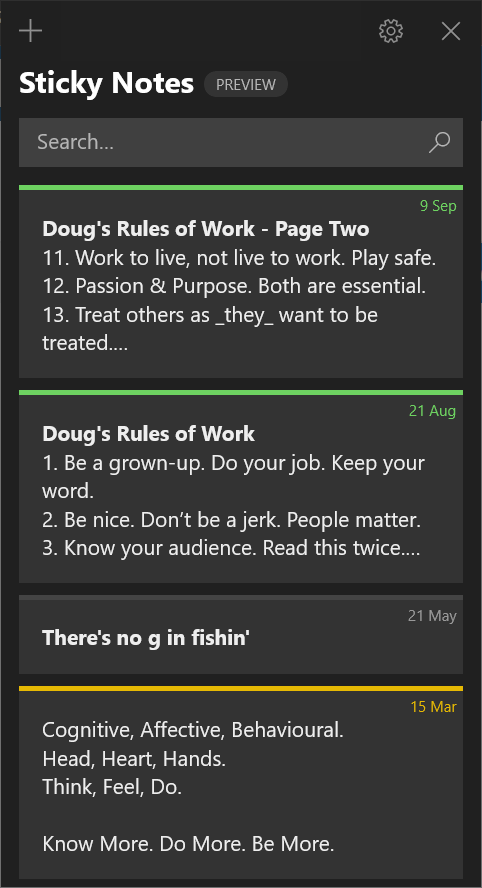 Sticky Notes PREVIEW
Search...
9 Sep
Doug's Rules of Work - Page Two
11. Work to live, not live to work. Play safe.
12. Passion & Purpose. Both are essential.
13. Treat others as _they_ want to be
treated....
21 Aug
Doug's Rules of Work
1. Be a grown-up. Do your job. Keep your
word.
2. Be nice. Don’t be a jerk. People matter.
3. Know your audience. Read this twice....
21 May
There's no g in fishin'
15 Mar
Cognitive, Affective, Behavioural.
Head, Heart, Hands.
Think, Feel, Do.
Know More. Do More. Be More.